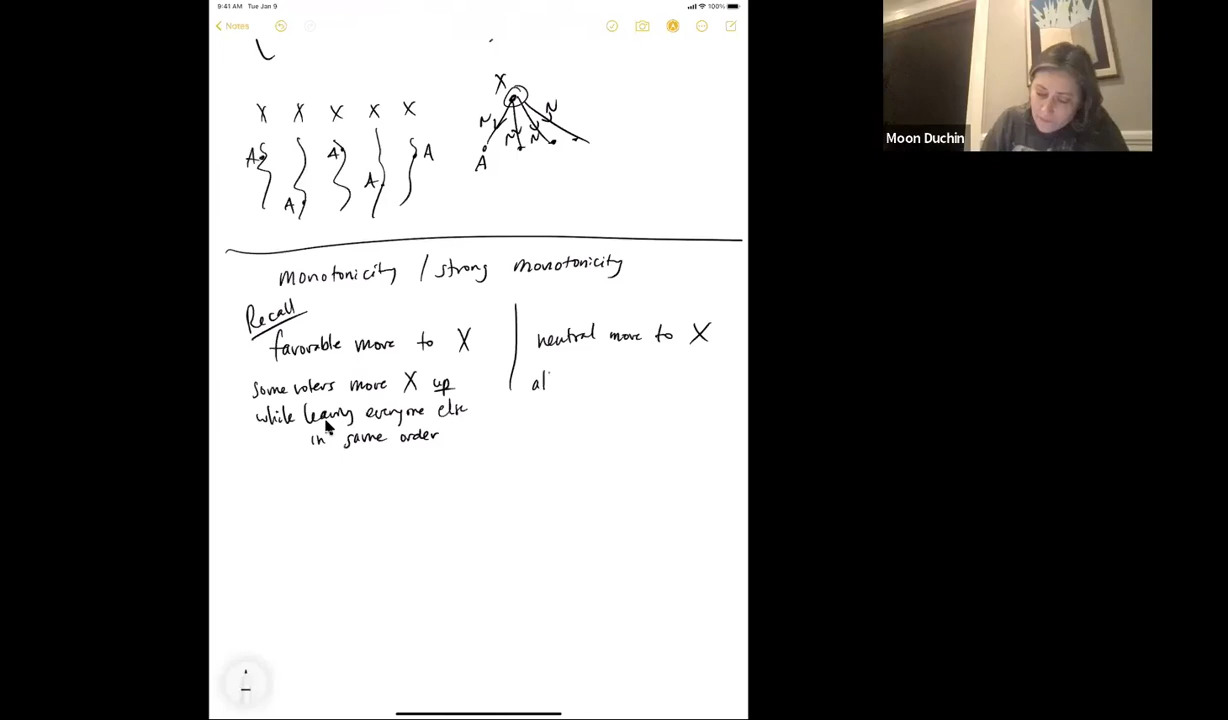 9:41 AM Tue Jan 9
100%
Notes
X X X X X
A A A A A
X
N N N N
A
Moon Duchin
monotonicity / strong monotonicity
Recall
favorable move to X
some voters move X up
while leaving everyone else
in same order
neutral move to X
al